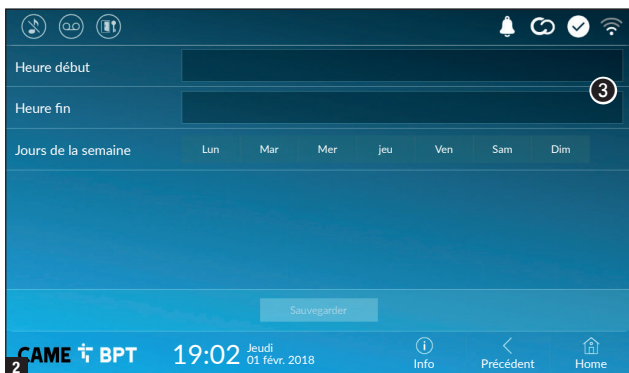 Heure début
3
Heure fin
Jours de la semaine Lun Mar Mer jeu Ven Sam Dim
Sauvegarder
CAME BPT 19:02 Jeudi
01 févr. 2018
Info Précédent Home
2